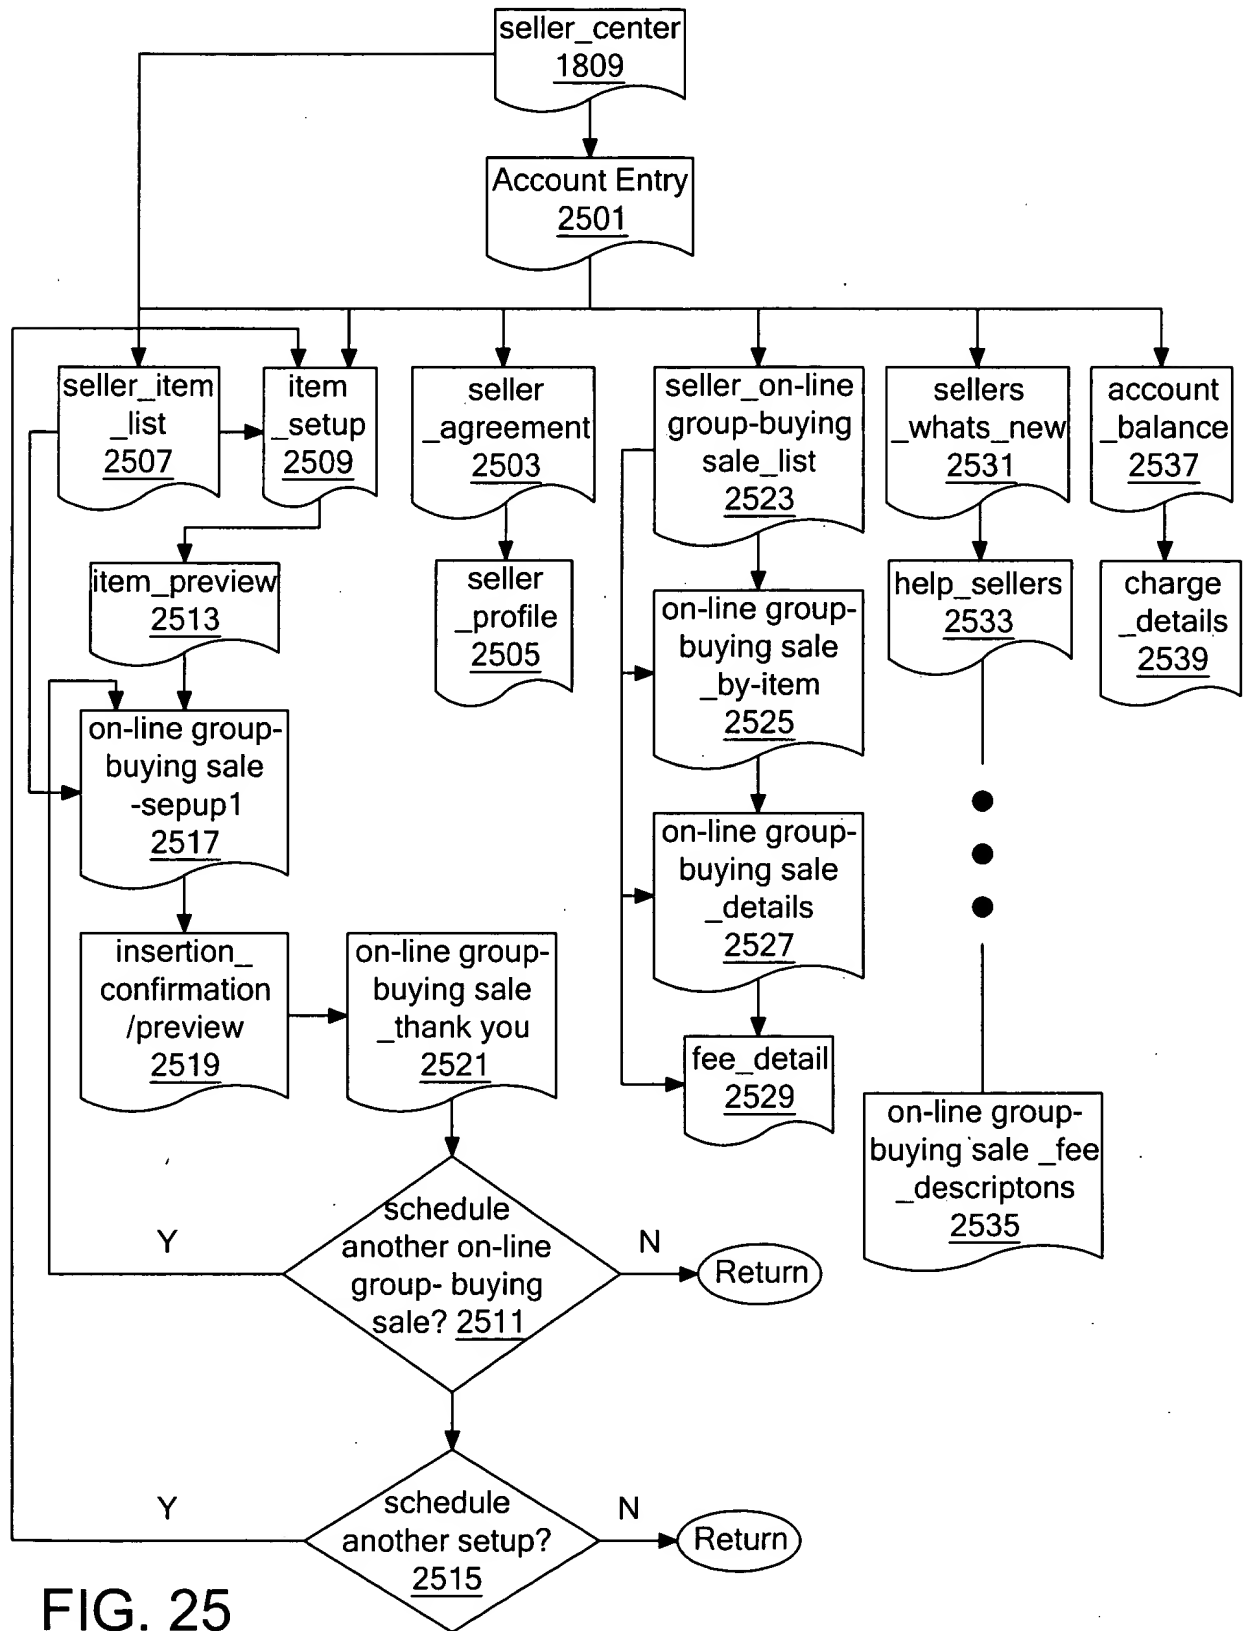 seller_center
1809
Account Entry
2501
seller_item
_list
2507
item
_setup
2509
seller
_agreement
2503
seller_on-line
group-buying
sale_list
2523
sellers
_whats_new
2531
account
_balance
2537
item_preview
2513
seller
_profile
2505
on-line group-
buying sale
_by-item
2525
help_sellers
2533
charge
_details
2539
on-line group-
buying sale
-sepup1
2517
on-line group-
buying sale
_details
2527
insertion_
confirmation
/preview
2519
on-line group-
buying sale
_thank you
2521
fee_detail
2529
on-line group-
buying sale _fee
_descriptons
2535
schedule
another on-line
group- buying
sale? 2511
Y
N
Return
schedule
another setup?
2515
Y
N
Return
FIG. 25